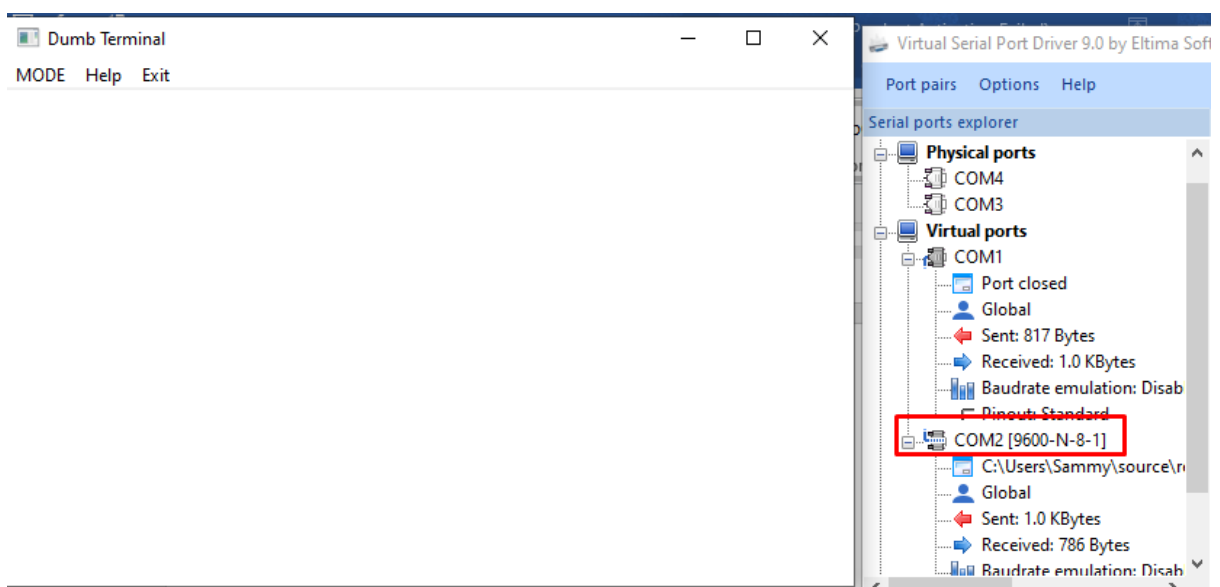 Dumb Terminal
MODE Help Exit
Virtual Serial Port Driver 9.0 by Eltima Soft
Port pairs Options Help
Serial ports explorer
Physical ports
COM4
COM3
Virtual ports
COM1
Port closed
Global
Sent: 817 Bytes
Received: 1.0 KBytes
Baudrate emulation: Disab
Pinout: Standard
COM2 [9600-N-8-1]
C:\Users\Sammy\source\r
Global
Sent: 1.0 KBytes
Received: 786 Bytes
Baudrate emulation: Disab